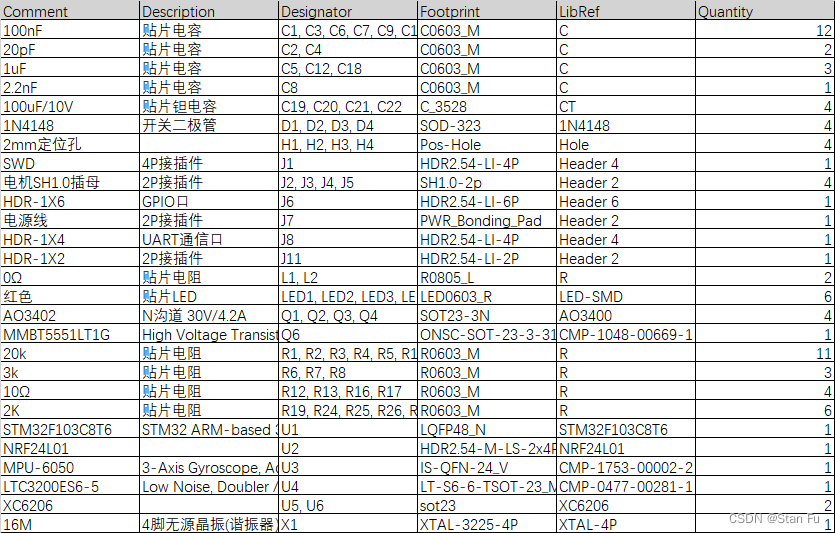 Comment Description Designator Footprint LibRef Quantity
100nF 贴片电容 C1, C3, C6, C7, C9, C1 C0603_M C 12
20pF 贴片电容 C2, C4 C0603_M C 2
1uF 贴片电容 C5, C12, C18 C0603_M C 3
2.2nF 贴片电容 C8 C0603_M C 1
100uF/10V 贴片钽电容 C19, C20, C21, C22 C_3528 CT 4
1N4148 开关二极管 D1, D2, D3, D4 SOD-323 1N4148 4
2mm定位孔 H1, H2, H3, H4 Pos-Hole Hole 4
SWD 4P接插件 J1 HDR2.54-LI-4P Header 4 1
电机SH1.0插母 2P接插件 J2, J3, J4, J5 SH1.0-2p Header 2 4
HDR-1X6 GPIO口 J6 HDR2.54-LI-6P Header 6 1
电源线 2P接插件 J7 PWR_Bonding_Pad Header 2 1
HDR-1X4 UART通信口 J8 HDR2.54-LI-4P Header 4 1
HDR-1X2 2P接插件 J11 HDR2.54-LI-2P Header 2 1
0Ω 贴片电阻 L1, L2 R0805_L R 2
红色 贴片LED LED1, LED2, LED3, LE LED0603_R LED-SMD 6
AO3402 N沟道 30V/4.2A Q1, Q2, Q3, Q4 SOT23-3N AO3400 4
MMBT5551LT1G High Voltage Transist Q6 ONSC-SOT-23-3-31 CMP-1048-00669-1 1
20k 贴片电阻 R1, R2, R3, R4, R5, R1 R0603_M R 11
3k 贴片电阻 R6, R7, R8 R0603_M R 3
10Ω 贴片电阻 R12, R13, R16, R17 R0603_M R 4
2K 贴片电阻 R19, R24, R25, R26, R R0603_M R 6
STM32F103C8T6 STM32 ARM-based 3 U1 LQFP48_N STM32F103C8T6 1
NRF24L01 U2 HDR2.54-M-LS-2x4P NRF24L01 1
MPU-6050 3-Axis Gyroscope, Ac U3 IS-QFN-24_V CMP-1753-00002-2 1
LTC3200ES6-5 Low Noise, Doubler / U4 LT-S6-6-TSOT-23_M CMP-0477-00281-1 1
XC6206 U5, U6 sot23 XC6206 2
16M 4脚无源晶振(谐振器) X1 XTAL-3225-4P XTAL-4P 1
CSDN @Stan Fu